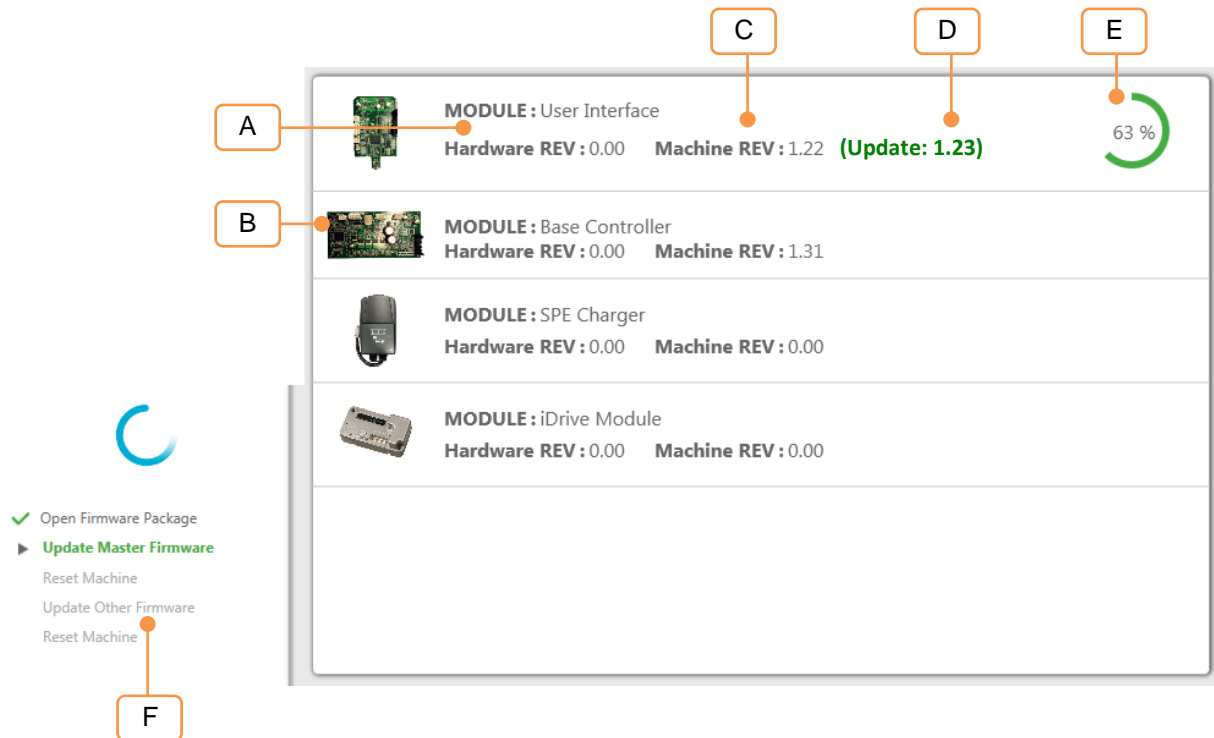 C
D
E
A
MODULE : User Interface
63 %
Hardware REV : 0.00 Machine REV : 1.22 (Update: 1.23)
B
MODULE : Base Controller
Hardware REV : 0.00 Machine REV : 1.31
MODULE : SPE Charger
Hardware REV : 0.00 Machine REV : 0.00
MODULE : iDrive Module
Hardware REV : 0.00 Machine REV : 0.00
Open Firmware Package
Update Master Firmware
Reset Machine
Update Other Firmware
Reset Machine
F